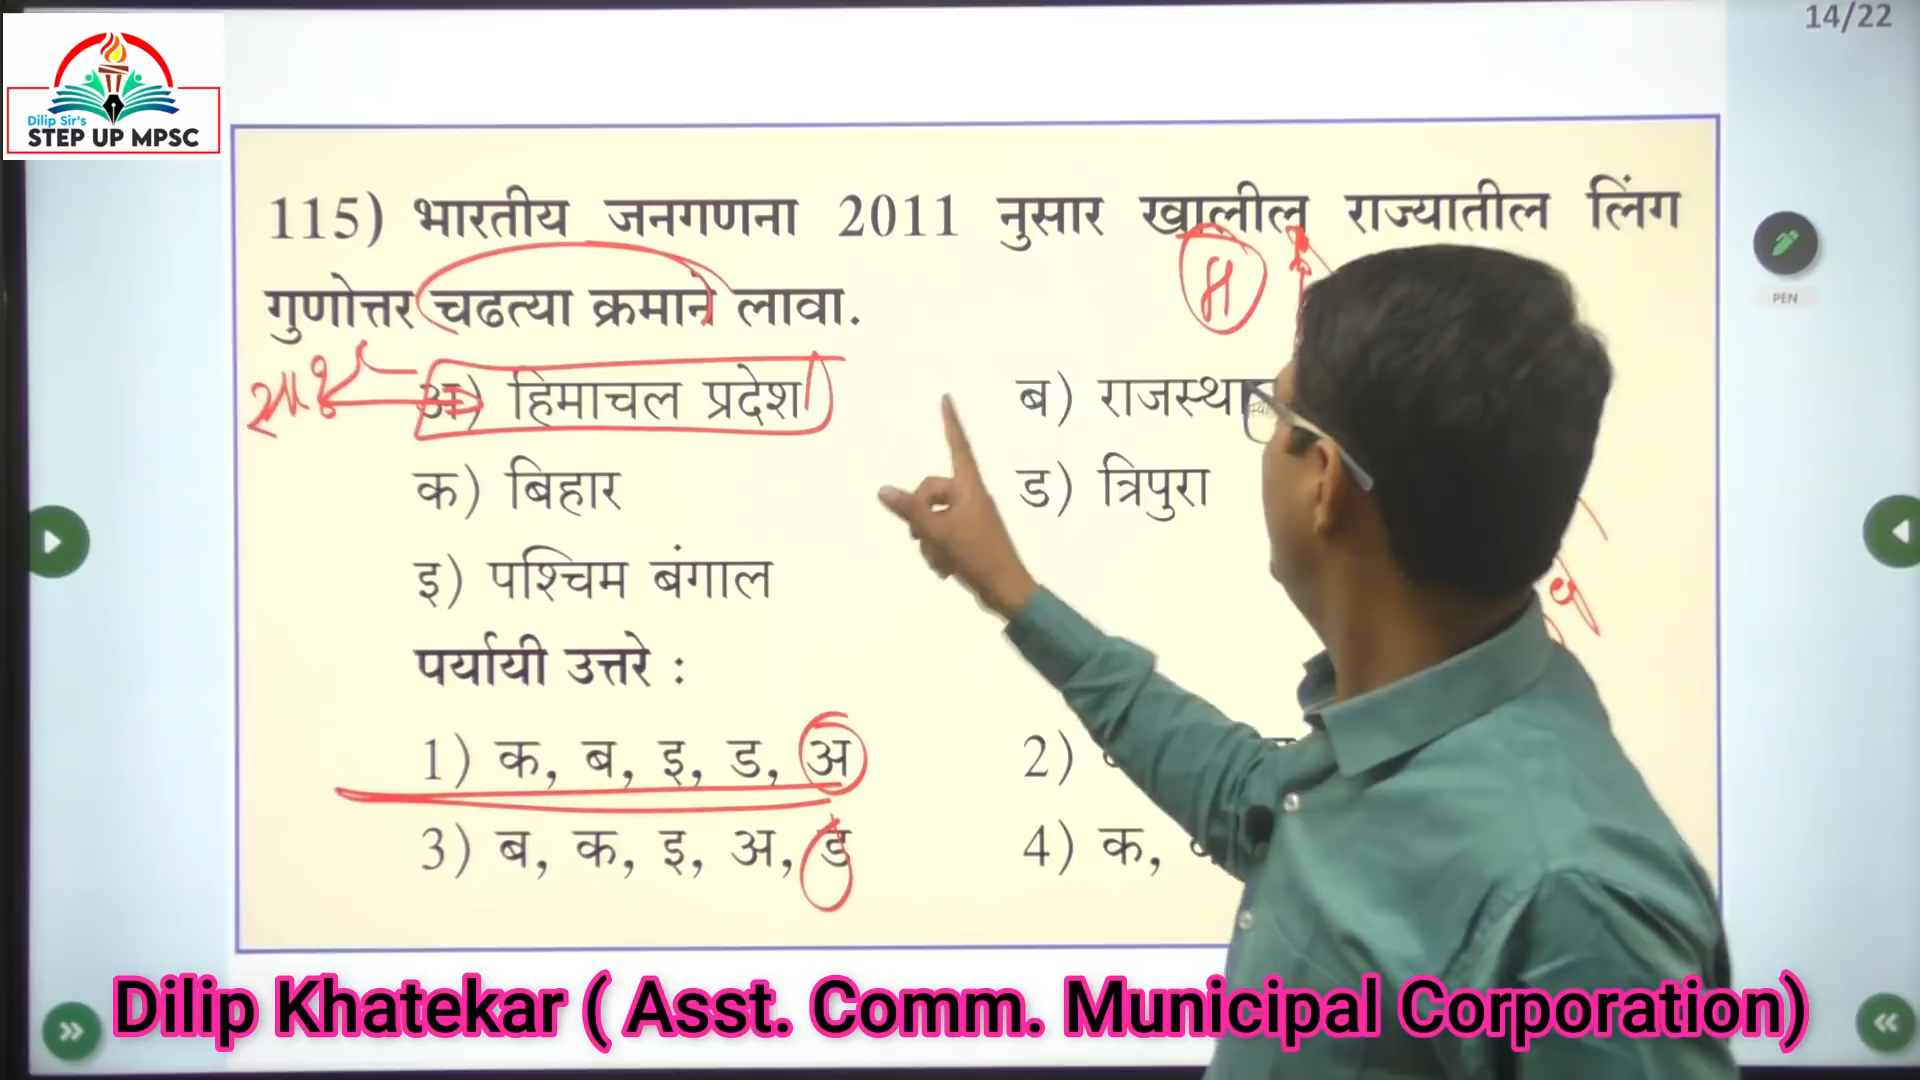 14/22
Dilip Sir's
STEP UP MPSC
115) भारतीय जनगणना 2011 नुसार खालील राज्यातील लिंग
गुणोत्तर चढत्या क्रमाने लावा.
PEN
अ) हिमाचल प्रदेश ब)
क) बिहार ड) त्रिपुरा
इ) पश्चिम बंगाल
पर्यायी उत्तरे :
1) क, ब, इ, ड, अ 2)
3) ब, क, इ, अ, ड 4) क,
Dilip Khatekar ( Asst. Comm. Municipal Corporation)